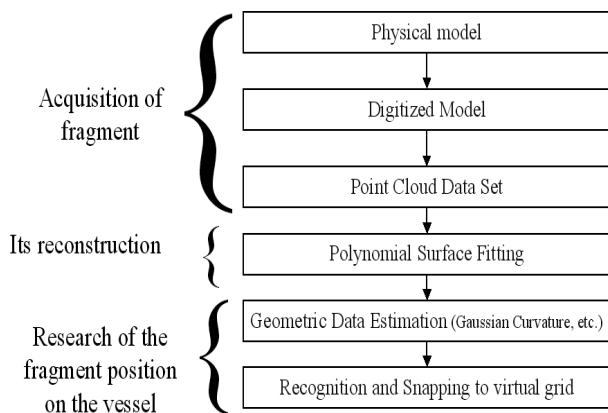 Physical model
Acquisition of
fragment
Digitized Model
Point Cloud Data Set
Its reconstruction
Polynomial Surface Fitting
Geometric Data Estimation (Gaussian Curvature, etc.)
Research of the
fragment position
on the vessel
Recognition and Snapping to virtual grid